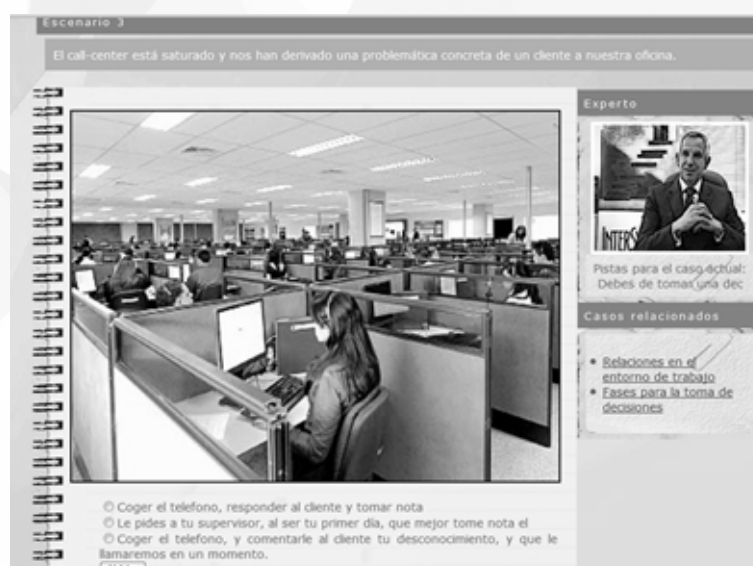 Escenario 3
El call-center está saturado y nos han derivado una problemática concreta de un cliente a nuestra oficina.
Experto
Pistas para el caso actual:
Debes de tomar una dec
Casos relacionados
Relaciones en el
entorno de trabajo
Fases para la toma de
decisiones
Coger el telefono, responder al cliente y tomar nota
Le pides a tu supervisor, al ser tu primer día, que mejor tome nota el
Coger el telefono, y comentarle al cliente tu desconocimiento, y que le
llamaremos en un momento.